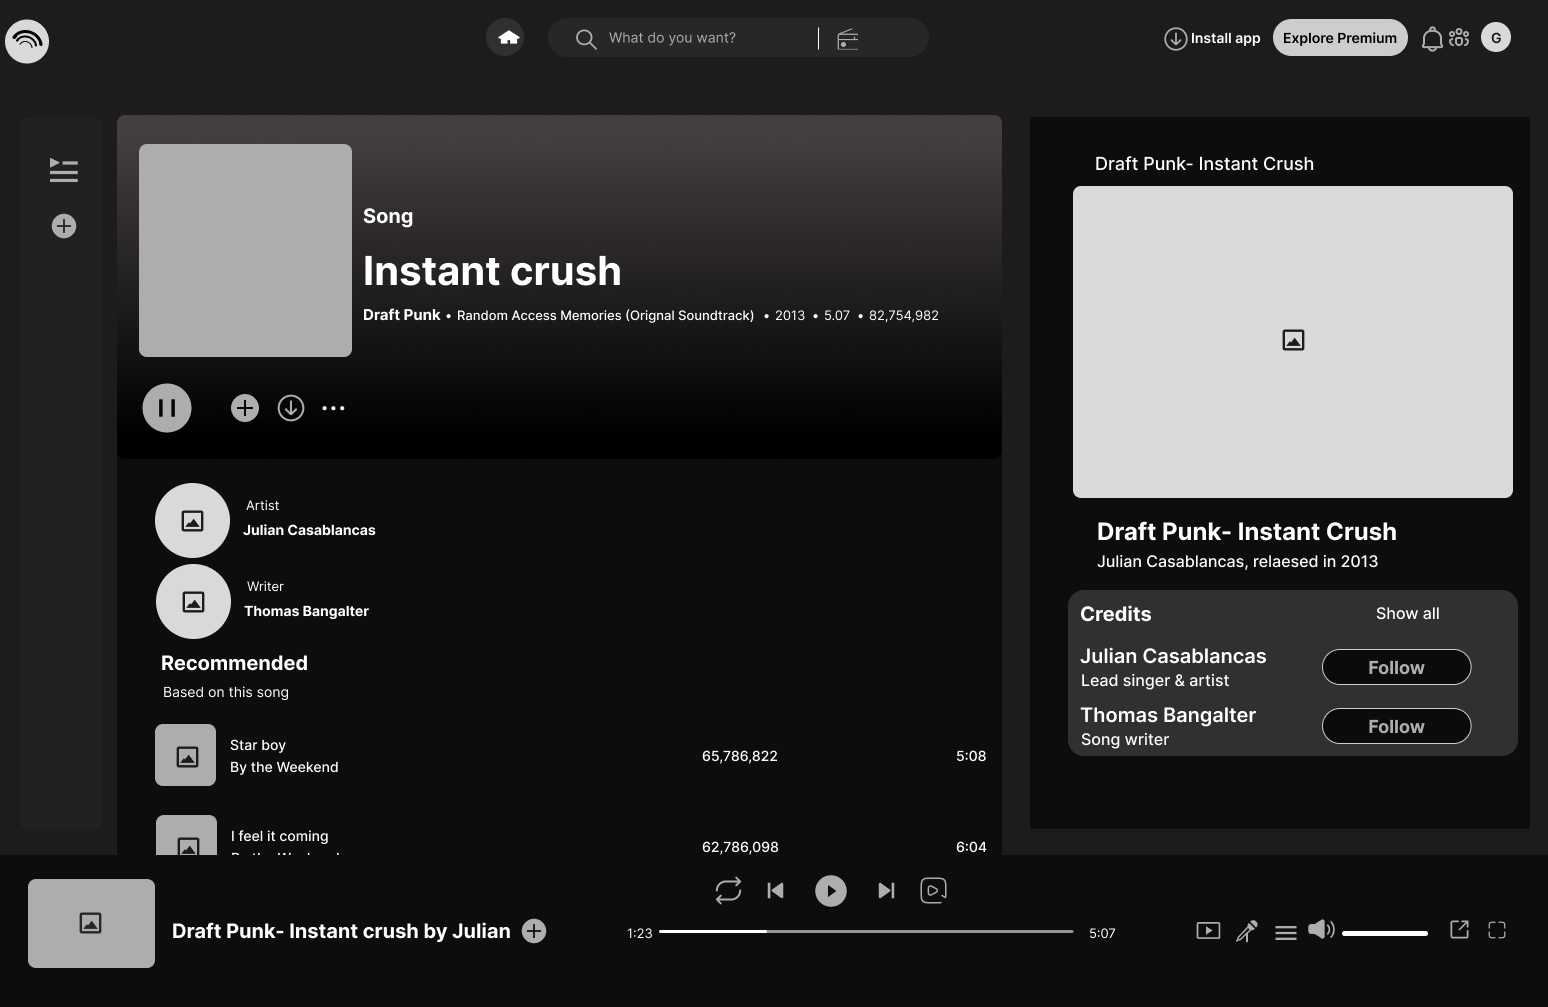 What do you want?
Install app
Explore Premium
G
Song
Instant crush
Draft Punk • Random Access Memories (Orignal Soundtrack) • 2013 • 5.07 • 82,754,982
Artist
Julian Casablancas
Writer
Thomas Bangalter
Recommended
Based on this song
Star boy
By the Weekend
65,786,822
5:08
I feel it coming
62,786,098
6:04
Draft Punk- Instant Crush
Draft Punk- Instant Crush
Julian Casablancas, relaesed in 2013
Credits
Show all
Julian Casablancas
Lead singer & artist
Follow
Thomas Bangalter
Song writer
Follow
Draft Punk- Instant crush by Julian
1:23
5:07